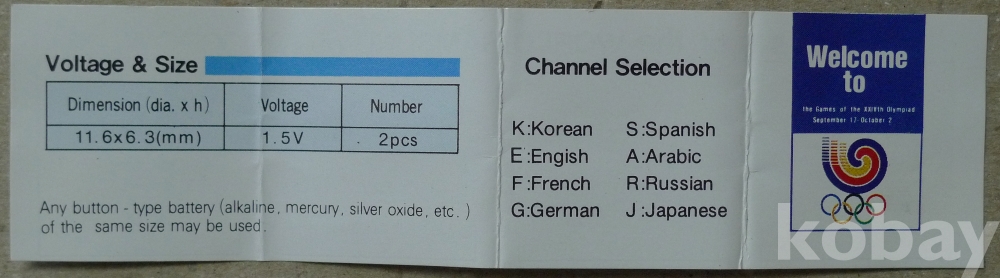 Voltage & Size
Dimension (dia. x h) Voltage Number
11.6x6.3(mm) 1.5V 2pcs
Any button - type battery (alkaline, mercury, silver oxide, etc. )
of the same size may be used.
Channel Selection
K:Korean S:Spanish
E:Engish A:Arabic
F:French R:Russian
G:German J:Japanese
Welcome
to
the Games of the XXIVth Olympiad
September 17-October 2
kobay